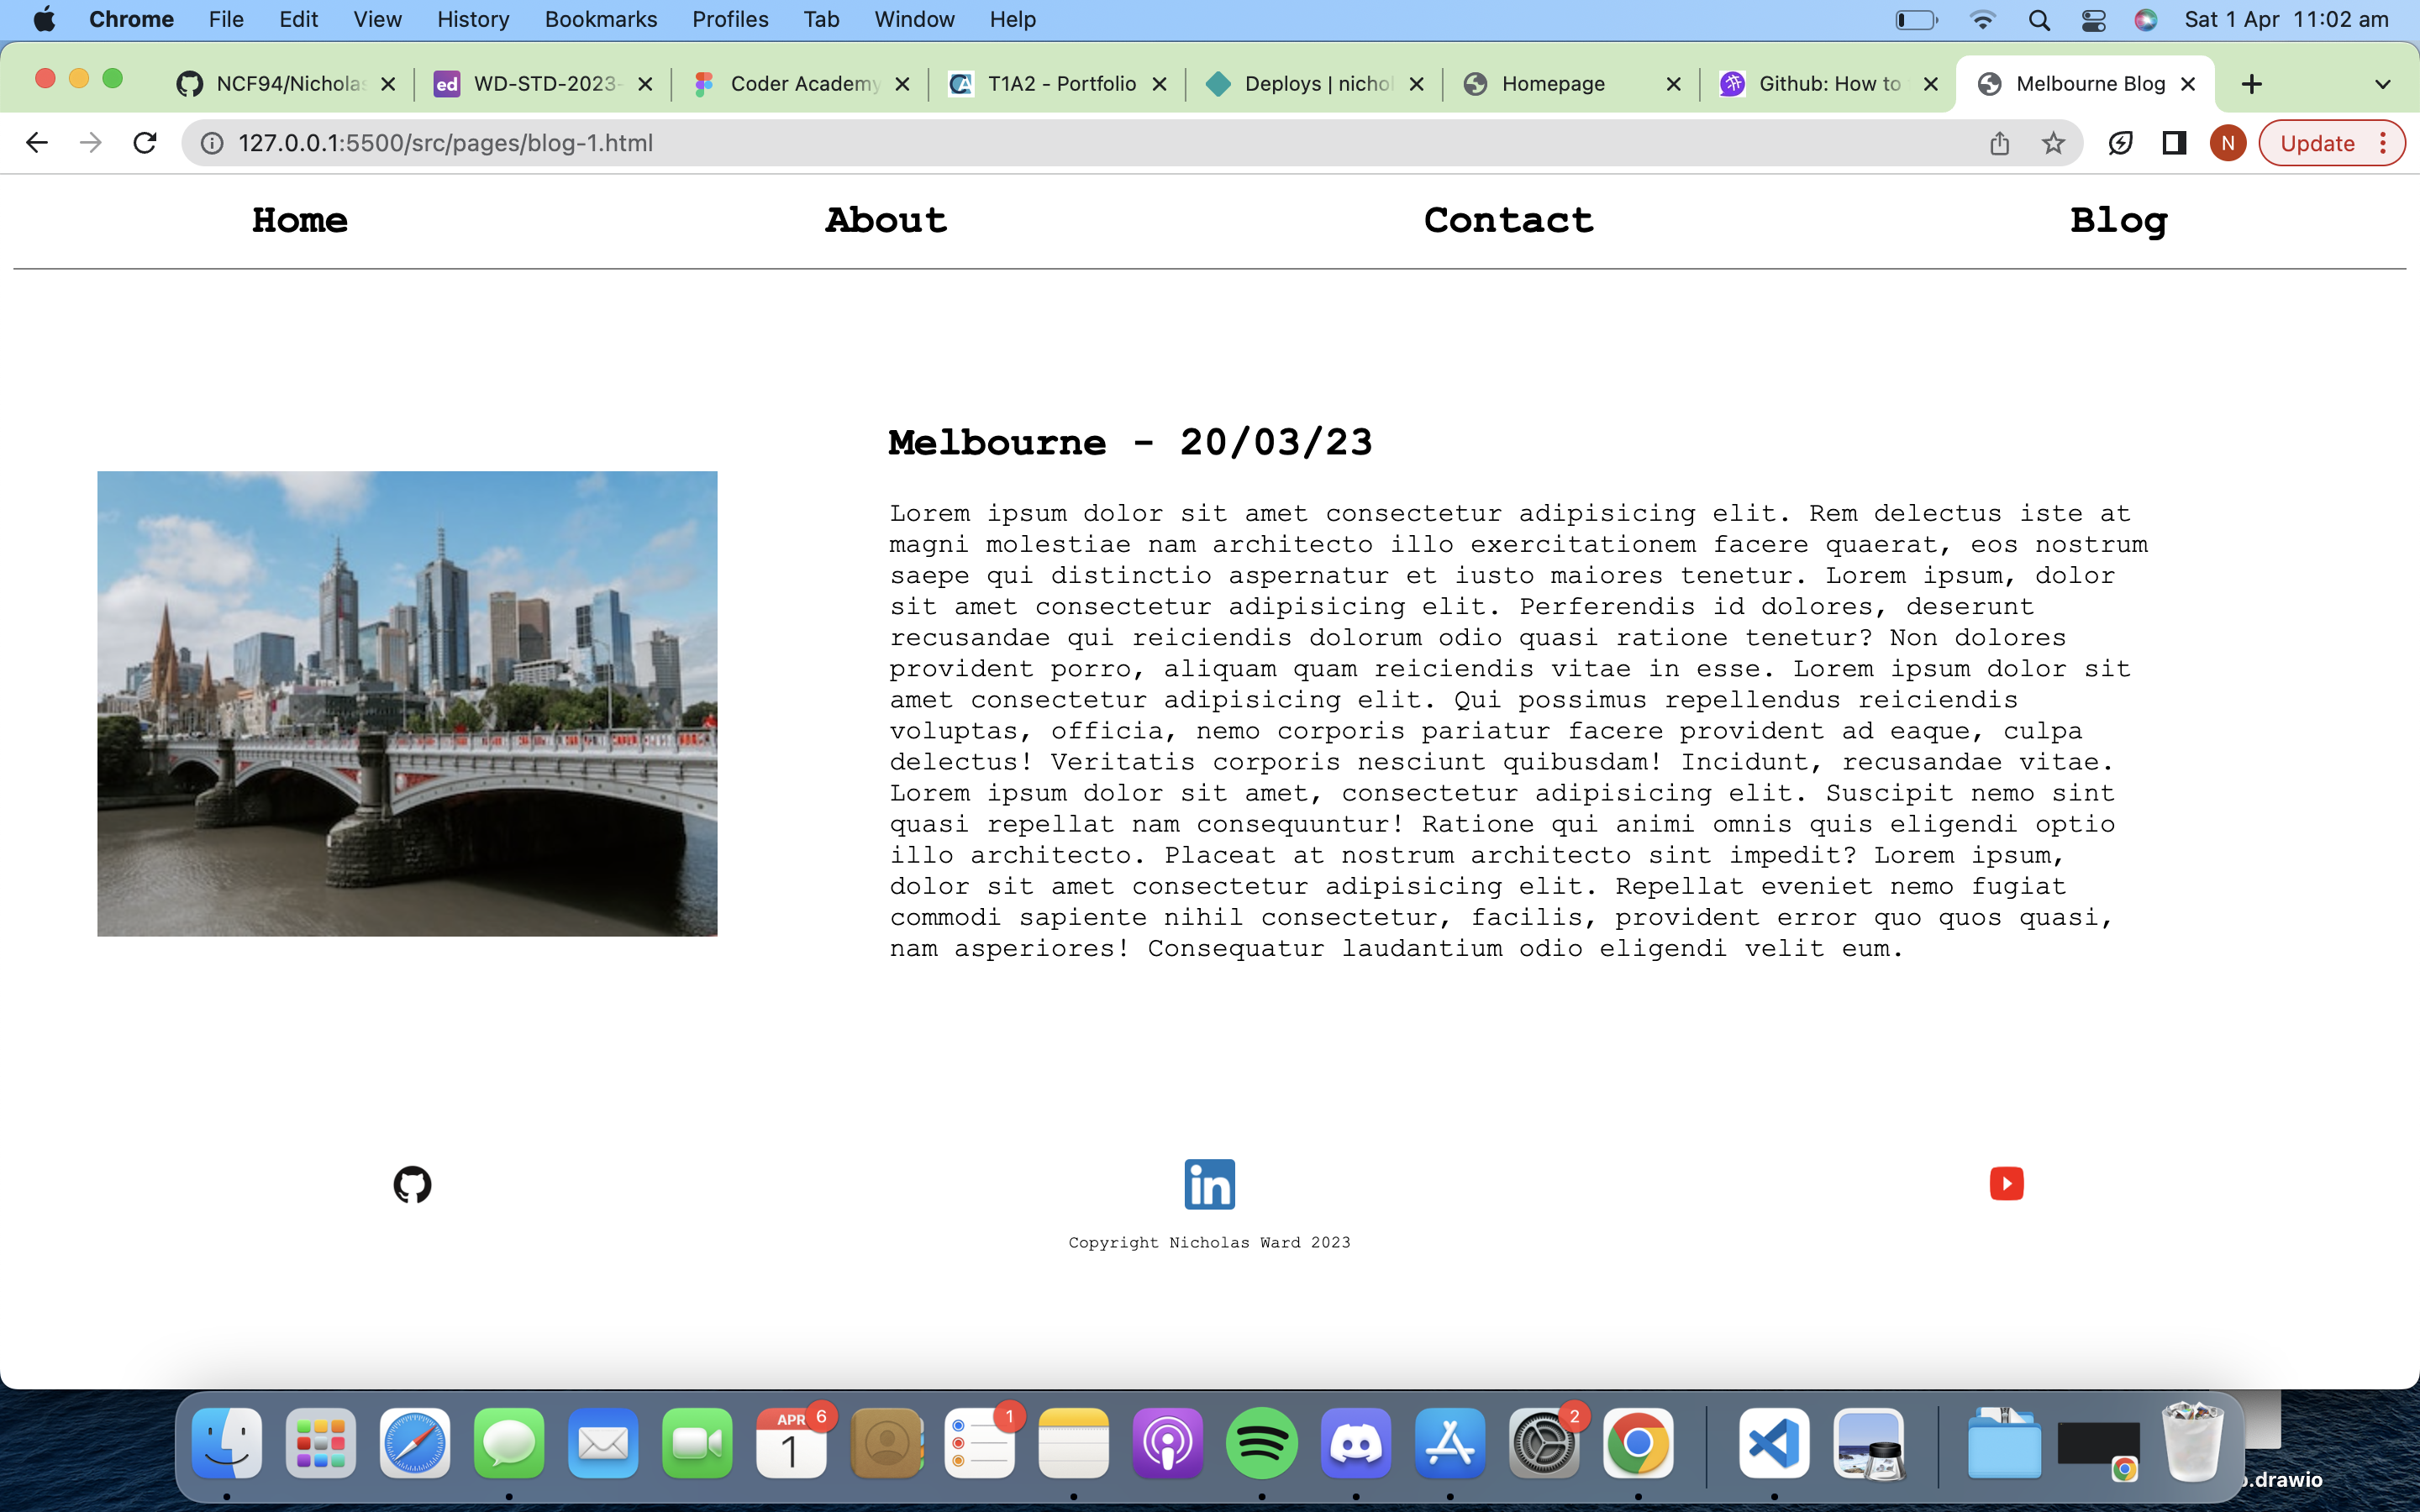 Chrome File Edit View History Bookmarks Profiles Tab Window Help Sat 1 Apr 11:02 am
NCF94/Nicholas ed WD-STD-2023- Coder Academy CA T1A2 - Portfolio Deploys | nichol Homepage Github: How to Melbourne Blog
127.0.0.1:5500/src/pages/blog-1.html N Update
Home About Contact Blog
Melbourne - 20/03/23
Lorem ipsum dolor sit amet consectetur adipisicing elit. Rem delectus iste at
magni molestiae nam architecto illo exercitationem facere quaerat, eos nostrum
saepe qui distinctio aspernatur et iusto maiores tenetur. Lorem ipsum, dolor
sit amet consectetur adipisicing elit. Perferendis id dolores, deserunt
recusandae qui reiciendis dolorum odio quasi ratione tenetur? Non dolores
provident porro, aliquam quam reiciendis vitae in esse. Lorem ipsum dolor sit
amet consectetur adipisicing elit. Qui possimus repellendus reiciendis
voluptas, officia, nemo corporis pariatur facere provident ad eaque, culpa
delectus! Veritatis corporis nesciunt quibusdam! Incidunt, recusandae vitae.
Lorem ipsum dolor sit amet, consectetur adipisicing elit. Suscipit nemo sint
quasi repellat nam consequuntur! Ratione qui animi omnis quis eligendi optio
illo architecto. Placeat at nostrum architecto sint impedit? Lorem ipsum,
dolor sit amet consectetur adipisicing elit. Repellat eveniet nemo fugiat
commodi sapiente nihil consectetur, facilis, provident error quo quos quasi,
nam asperiores! Consequatur laudantium odio eligendi velit eum.
in
Copyright Nicholas Ward 2023
APR 6 1 2
1
.drawio